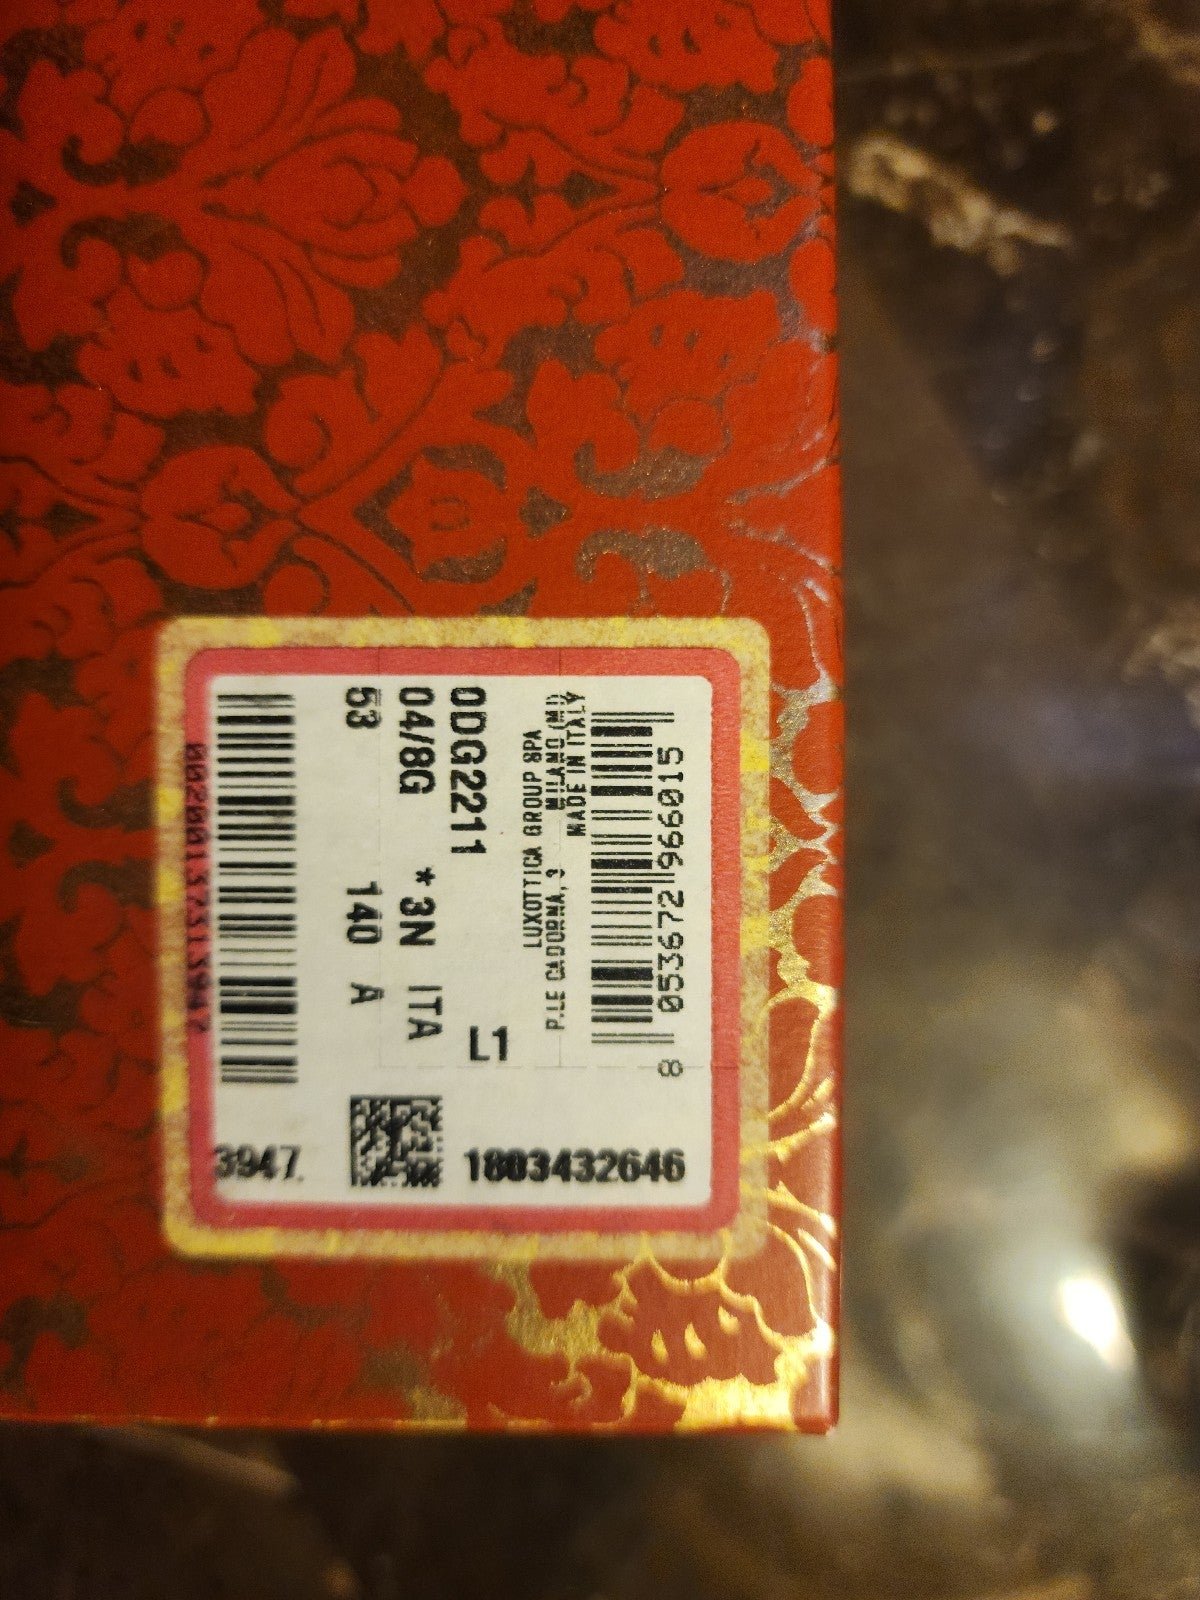 8 053672 966015
MADE IN ITALY
P.LE CADORNA, 3 MILANO (MI)
LUXOTTICA GROUP SPA
L1
0DG2211
04/8G * 3N ITA
53 140 A
1803432646
3947